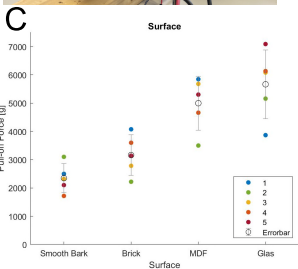 C
Surface
7000
6000
5000
4000
3000
2000
1000
0
Pull-off Force [g]
Smooth Bark Brick MDF Glas
Surface
1
2
3
4
5
Errorbar